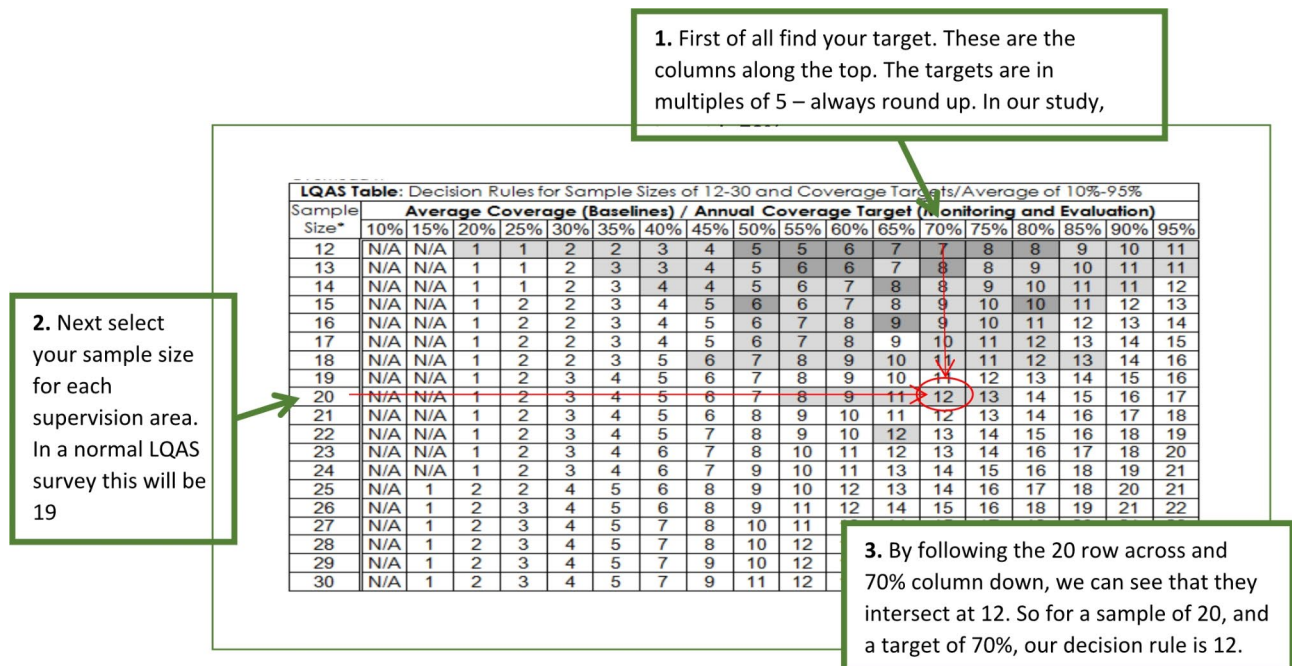 1. First of all find your target. These are the
columns along the top. The targets are in
multiples of 5 – always round up. In our study,
LQAS Table: Decision Rules for Sample Sizes of 12-30 and Coverage Targets/Average of 10%-95%
Sample Average Coverage (Baselines) / Annual Coverage Target (Monitoring and Evaluation)
Size* 10% 15% 20% 25% 30% 35% 40% 45% 50% 55% 60% 65% 70% 75% 80% 85% 90% 95%
12 N/A N/A 1 1 2 2 3 4 5 5 6 7 7 8 8 9 10 11
13 N/A N/A 1 1 2 3 3 4 5 6 6 7 8 8 9 10 11 11
14 N/A N/A 1 1 2 3 4 4 5 6 7 8 8 9 10 11 11 12
15 N/A N/A 1 2 2 3 4 5 6 6 7 8 9 10 10 11 12 13
16 N/A N/A 1 2 2 3 4 5 6 7 8 9 9 10 11 12 13 14
17 N/A N/A 1 2 2 3 4 5 6 7 8 9 10 11 12 13 14 15
18 N/A N/A 1 2 2 3 5 6 7 8 9 10 11 11 12 13 14 16
19 N/A N/A 1 2 3 4 5 6 7 8 9 10 11 12 13 14 15 16
20 N/A N/A 1 2 3 4 5 6 7 8 9 11 12 13 14 15 16 17
21 N/A N/A 1 2 3 4 5 6 8 9 10 11 12 13 14 16 17 18
22 N/A N/A 1 2 3 4 5 7 8 9 10 12 13 14 15 16 18 19
23 N/A N/A 1 2 3 4 6 7 8 10 11 12 13 14 16 17 18 20
24 N/A N/A 1 2 3 4 6 7 9 10 11 13 14 15 16 18 19 21
25 N/A 1 2 2 4 5 6 8 9 10 12 13 14 16 17 18 20 21
26 N/A 1 2 3 4 5 6 8 9 11 12 14 15 16 18 19 21 22
27 N/A 1 2 3 4 5 7 8 10 11
28 N/A 1 2 3 4 5 7 8 10 12
29 N/A 1 2 3 4 5 7 9 10 12
30 N/A 1 2 3 4 5 7 9 11 12
2. Next select
your sample size
for each
supervision area.
In a normal LQAS
survey this will be
19
3. By following the 20 row across and
70% column down, we can see that they
intersect at 12. So for a sample of 20, and
a target of 70%, our decision rule is 12.